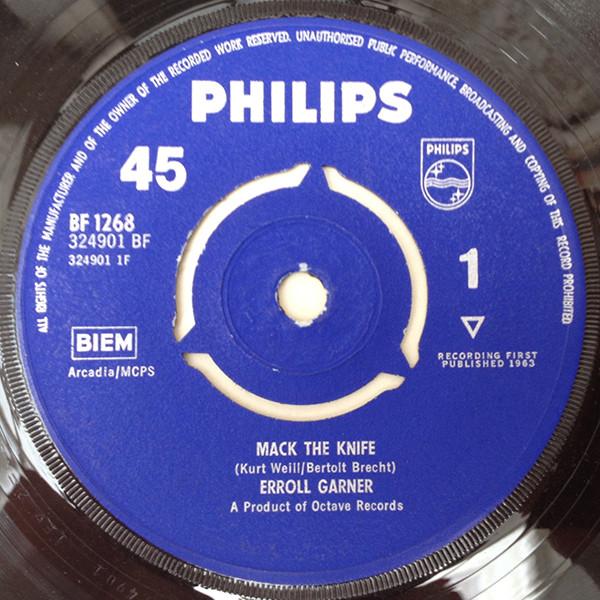 ALL RIGHTS OF THE MANUFACTURER AND OF THE OWNER OF THE RECORDED WORK RESERVED. UNAUTHORISED PUBLIC PERFORMANCE, BROADCASTING AND COPYING OF THIS RECORD PROHIBITED
PHILIPS
45
PHILIPS
BF 1268
324901 BF
324901 1F
1
BIEM
Arcadia/MCPS
RECORDING FIRST
PUBLISHED 1963
MACK THE KNIFE
(Kurt Weill/Bertolt Brecht)
ERROLL GARNER
A Product of Octave Records